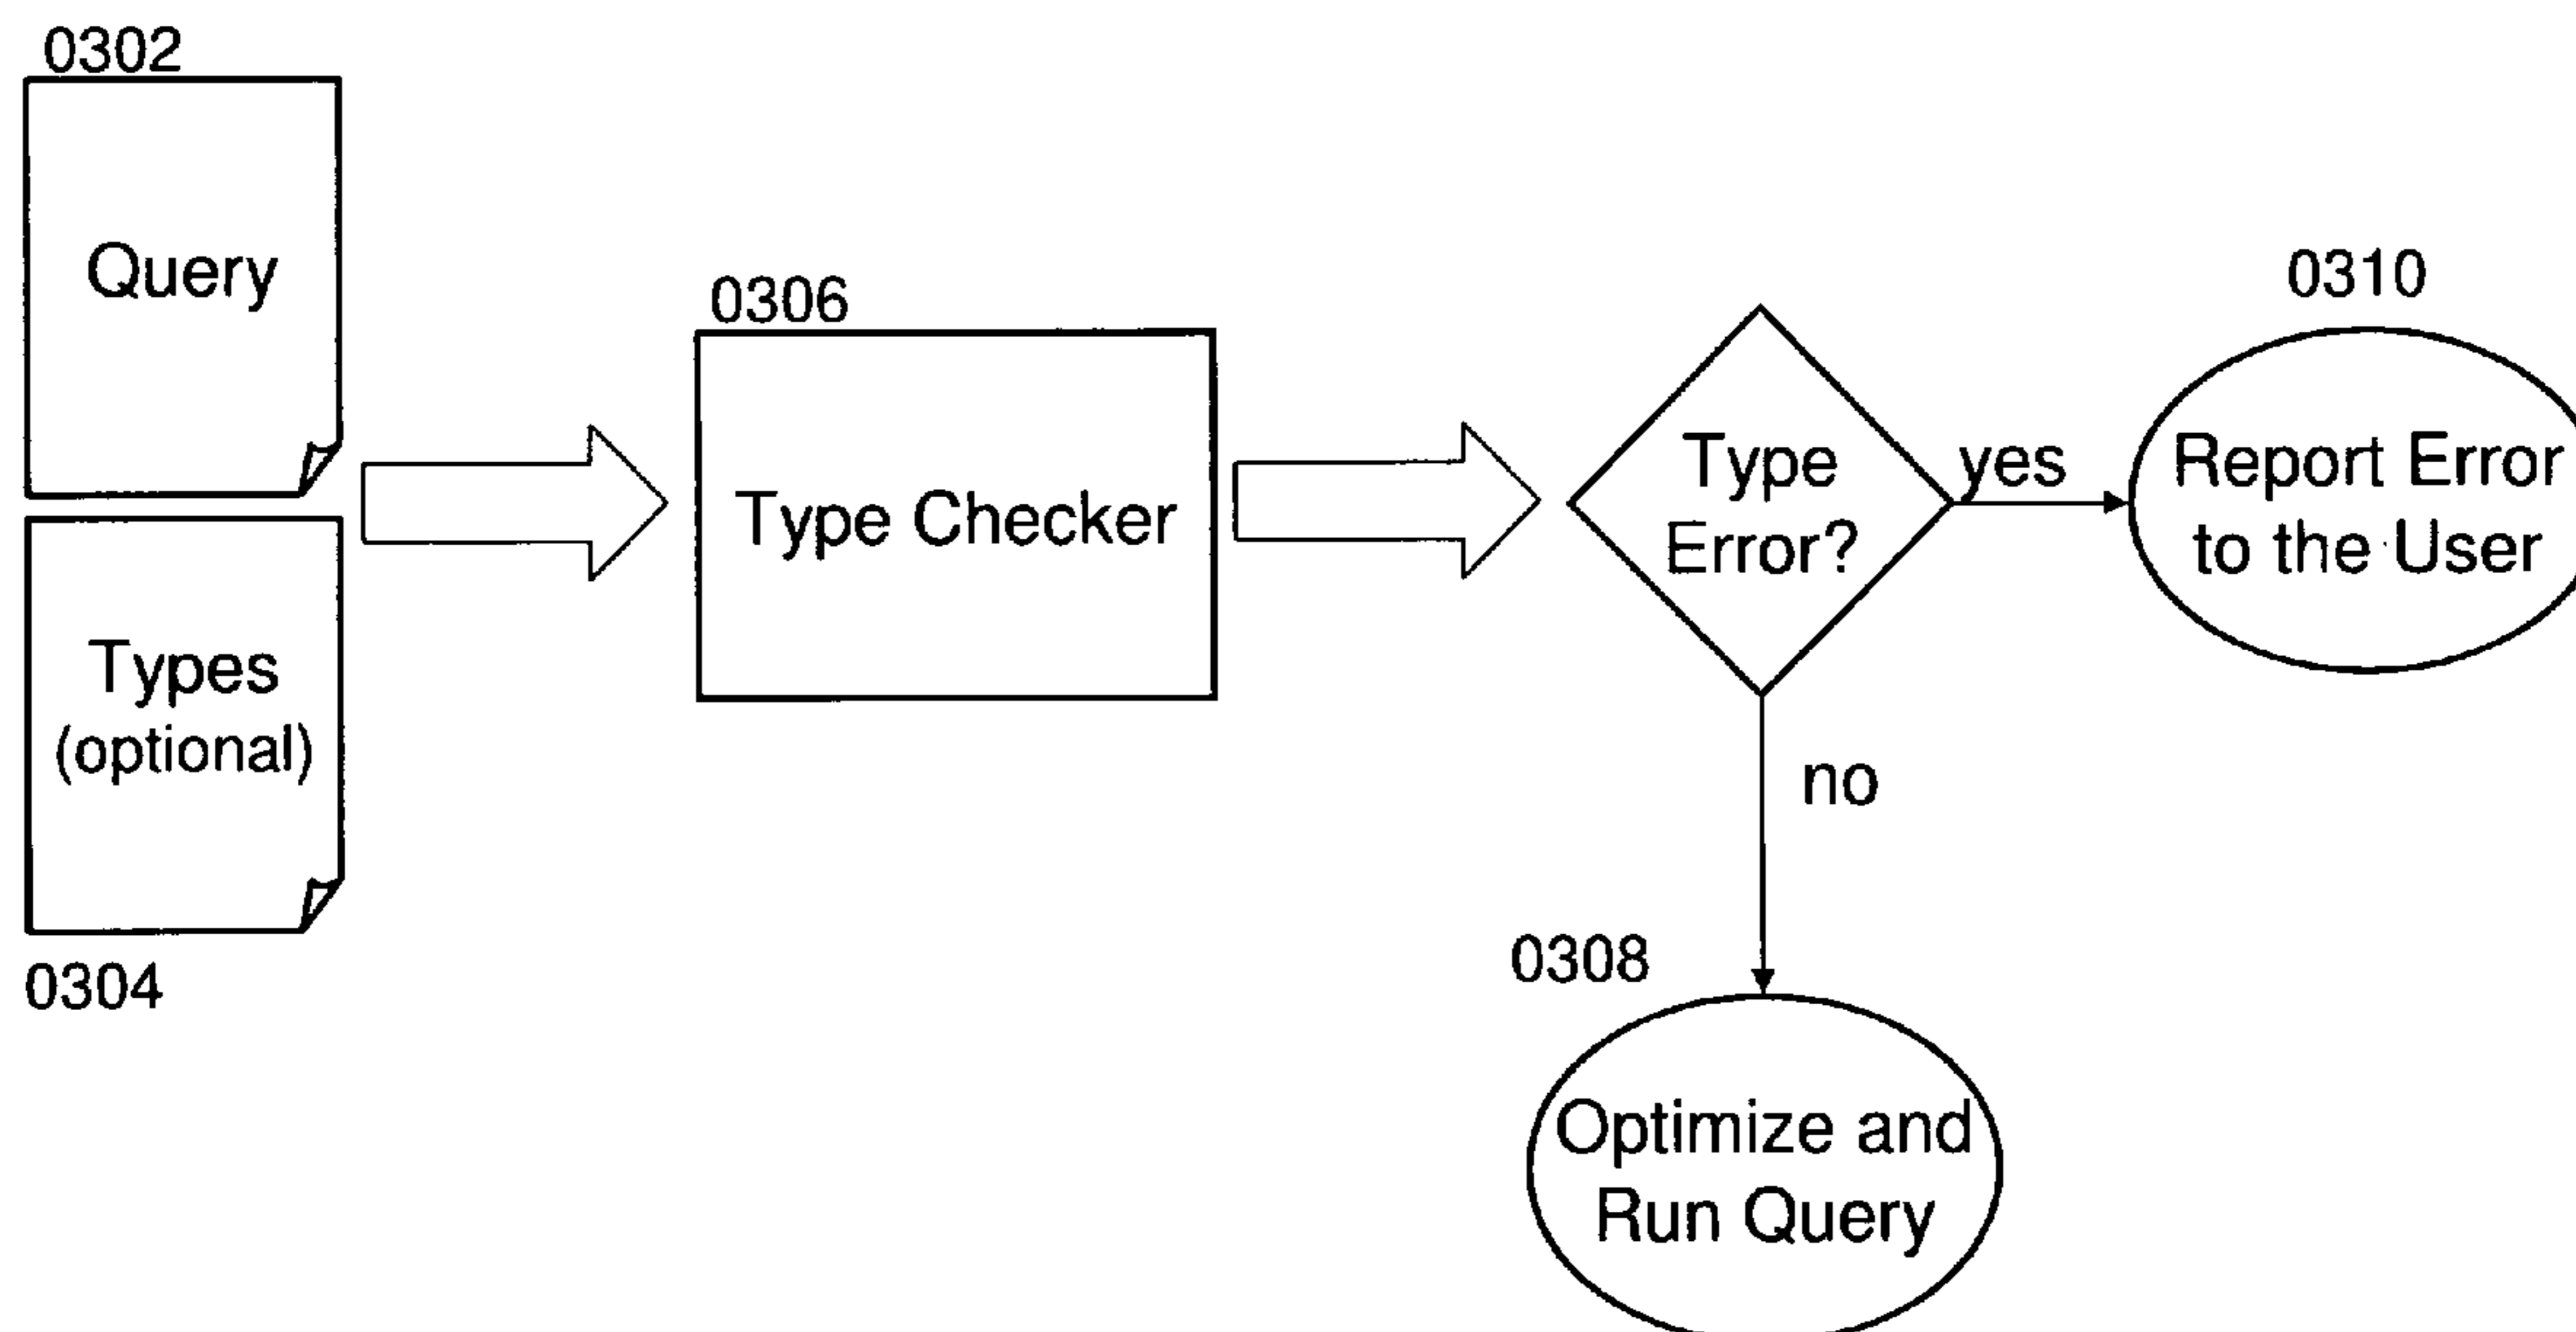 0302
Query
Types
(optional)
0304
0306
Type Checker
Type
Error?
yes
no
0310
Report Error
to the User
0308
Optimize and
Run Query